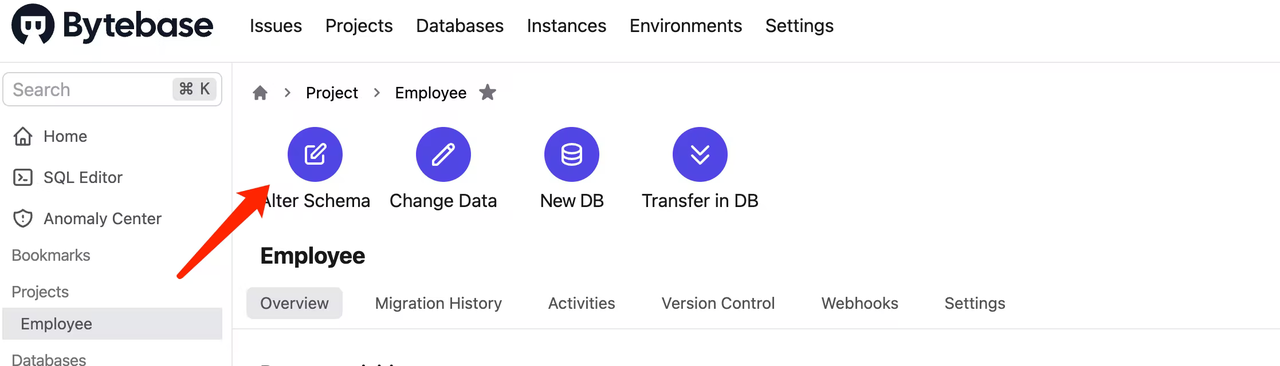 Bytebase
Issues Projects Databases Instances Environments Settings
Search ⌘ K
Project > Employee
Home
SQL Editor
Anomaly Center
Bookmarks
Projects
Employee
Databases
Alter Schema Change Data New DB Transfer in DB
Employee
Overview Migration History Activities Version Control Webhooks Settings